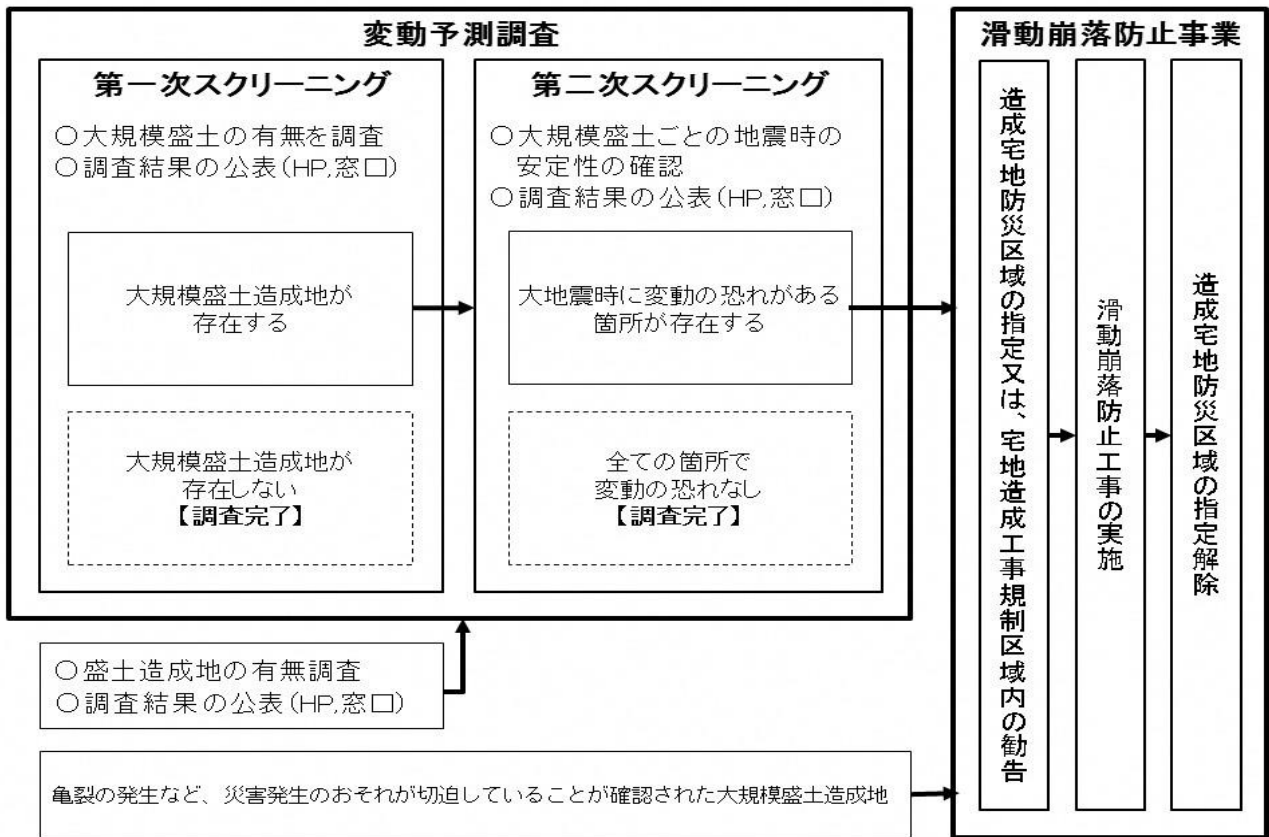 変動予測調査
第一次スクリーニング
○大規模盛土の有無を調査
○調査結果の公表(HP,窓口)
大規模盛土造成地が
存在する
大規模盛土造成地が
存在しない
【調査完了】
第二次スクリーニング
○大規模盛土ごとの地震時の
安定性の確認
○調査結果の公表(HP,窓口)
大地震時に変動の恐れがある
箇所が存在する
全ての箇所で
変動の恐れなし
【調査完了】
○盛土造成地の有無調査
○調査結果の公表(HP,窓口)
亀裂の発生など、災害発生のおそれが切迫していることが確認された大規模盛土造成地
滑動崩落防止事業
造成宅地防災区域の指定又は、宅地造成工事規制区域内の勧告
滑動崩落防止工事の実施
造成宅地防災区域の指定解除